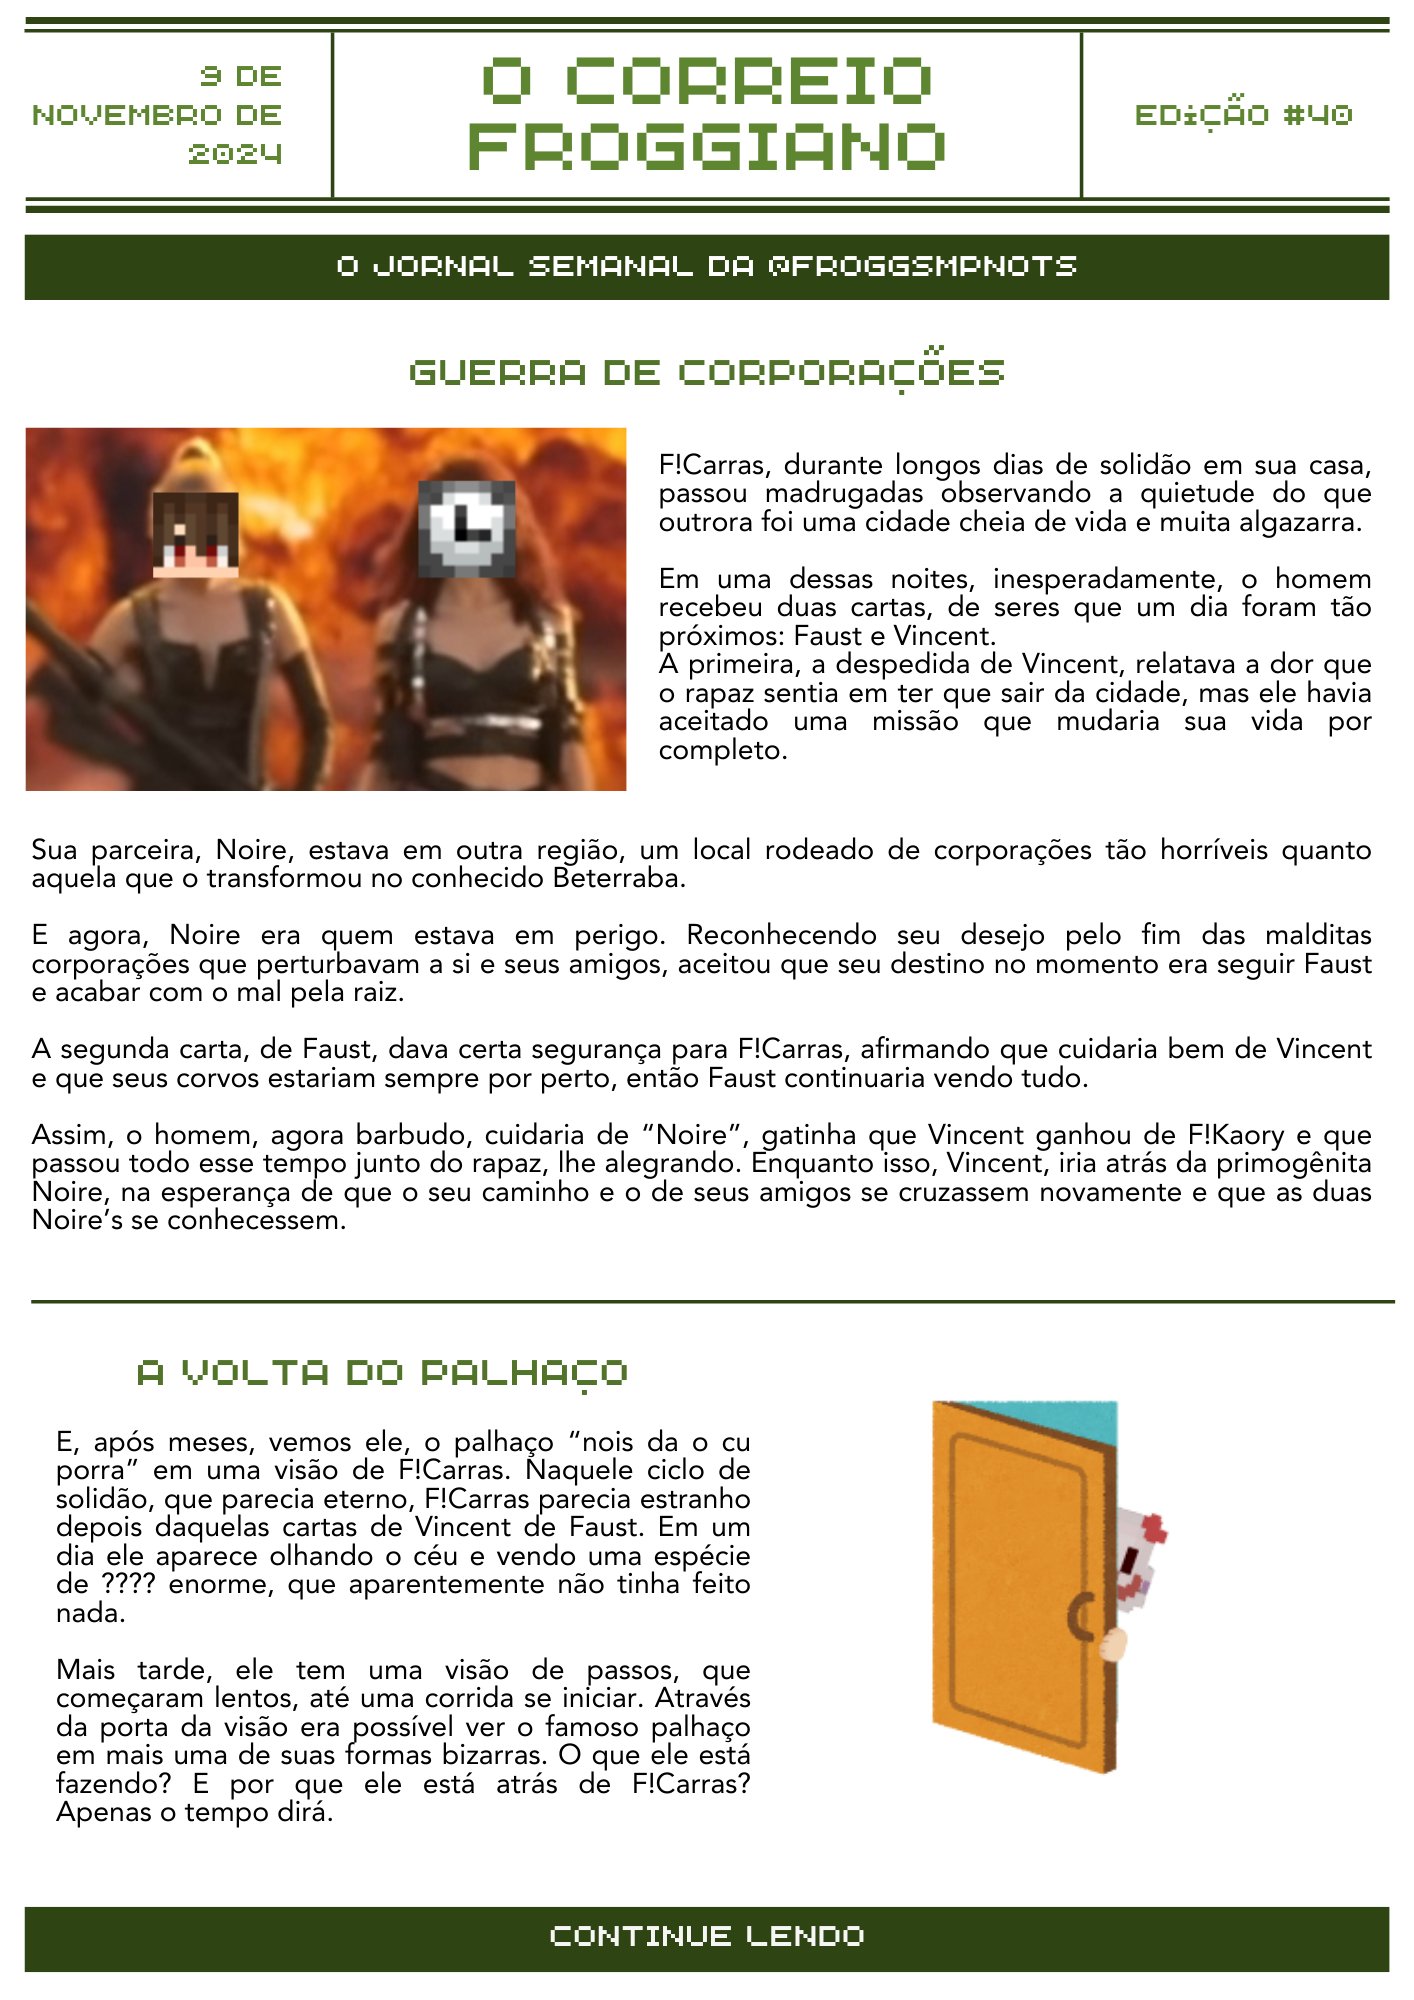 9 DE
NOVEMBRO DE
2024
O CORREIO
FROGGIANO
EDIÇÃO #40
O JORNAL SEMANAL DA @FROGGSMPNOTS
GUERRA DE CORPORAÇÕES
F!Carras, durante longos dias de solidão em sua casa,
passou madrugadas observando a quietude do que
outrora foi uma cidade cheia de vida e muita algazarra.
Em uma dessas noites, inesperadamente, o homem
recebeu duas cartas, de seres que um dia foram tão
próximos: Faust e Vincent.
A primeira, a despedida de Vincent, relatava a dor que
o rapaz sentia em ter que sair da cidade, mas ele havia
aceitado uma missão que mudaria sua vida por
completo.
Sua parceira, Noire, estava em outra região, um local rodeado de corporações tão horríveis quanto
aquela que o transformou no conhecido Beterraba.
E agora, Noire era quem estava em perigo. Reconhecendo seu desejo pelo fim das malditas
corporações que perturbavam a si e seus amigos, aceitou que seu destino no momento era seguir Faust
e acabar com o mal pela raiz.
A segunda carta, de Faust, dava certa segurança para F!Carras, afirmando que cuidaria bem de Vincent
e que seus corvos estariam sempre por perto, então Faust continuaria vendo tudo.
Assim, o homem, agora barbudo, cuidaria de “Noire”, gatinha que Vincent ganhou de F!Kaory e que
passou todo esse tempo junto do rapaz, lhe alegrando. Enquanto isso, Vincent, iria atrás da primogênita
Noire, na esperança de que o seu caminho e o de seus amigos se cruzassem novamente e que as duas
Noire’s se conhecessem.
A VOLTA DO PALHAÇO
E, após meses, vemos ele, o palhaço “nois da o cu
porra” em uma visão de F!Carras. Naquele ciclo de
solidão, que parecia eterno, F!Carras parecia estranho
depois daquelas cartas de Vincent de Faust. Em um
dia ele aparece olhando o céu e vendo uma espécie
de ???? enorme, que aparentemente não tinha feito
nada.
Mais tarde, ele tem uma visão de passos, que
começaram lentos, até uma corrida se iniciar. Através
da porta da visão era possível ver o famoso palhaço
em mais uma de suas formas bizarras. O que ele está
fazendo? E por que ele está atrás de F!Carras?
Apenas o tempo dirá.
CONTINUE LENDO